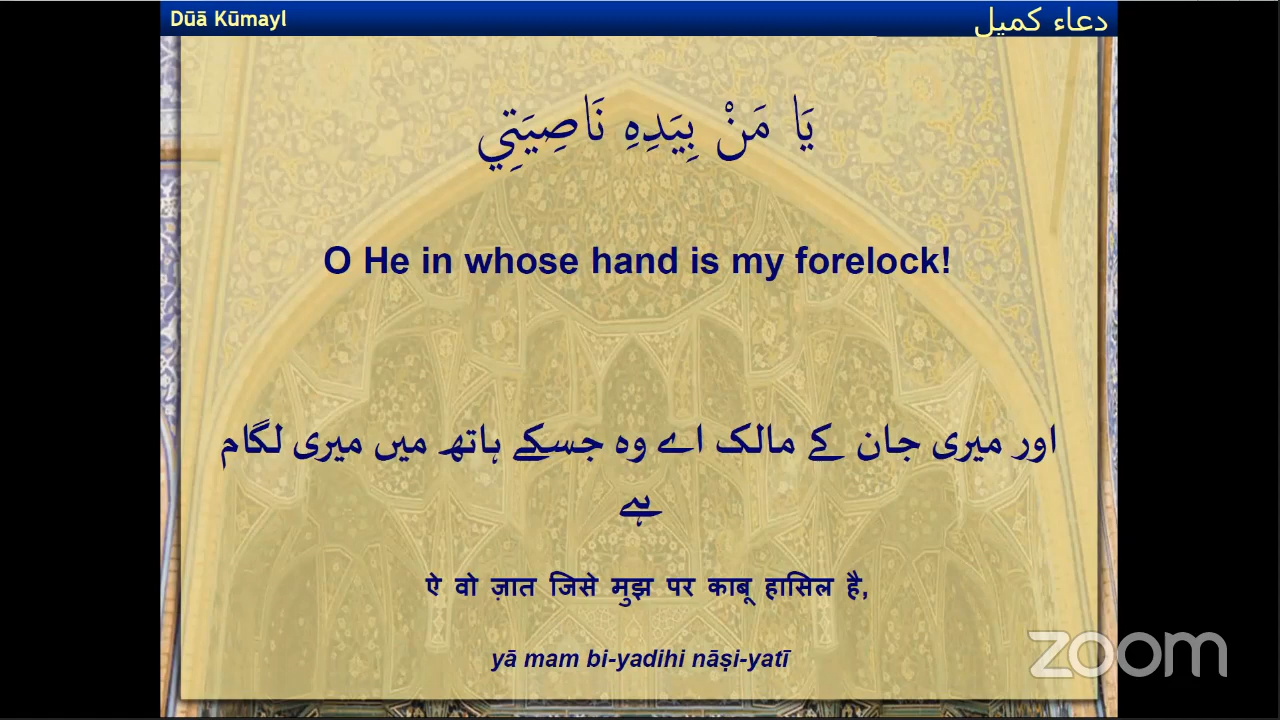 Dūā Kūmayl
دعاء كميل
يَا مَنْ بِيَدِهِ نَاصِيَتِي
O He in whose hand is my forelock!
اور میری جان کے مالک اے وہ جسکے ہاتھ میں میری لگام
ہے
ऐ वो ज़ात जिसे मुझ पर काबू हासिल है,
yā mam bi-yadihi nāṣi-yatī
zoom